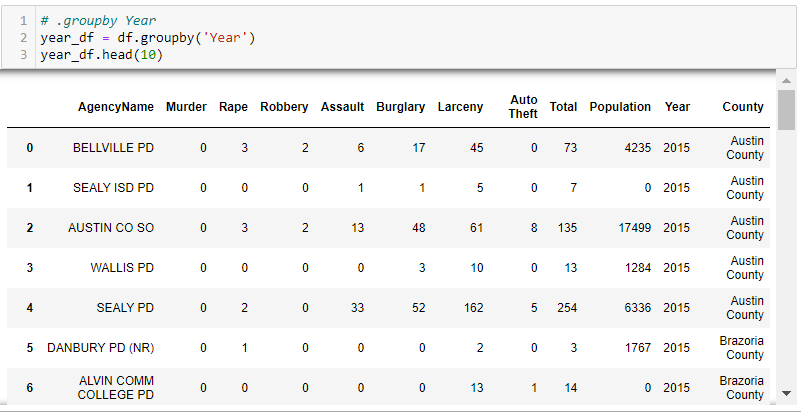 1 # .groupby Year
2 year_df = df.groupby('Year')
3 year_df.head(10)
AgencyName Murder Rape Robbery Assault Burglary Larceny Auto Theft Total Population Year County
0 BELLVILLE PD 0 3 2 6 17 45 0 73 4235 2015 Austin County
1 SEALY ISD PD 0 0 0 1 1 5 0 7 0 2015 Austin County
2 AUSTIN CO SO 0 3 2 13 48 61 8 135 17499 2015 Austin County
3 WALLIS PD 0 0 0 0 3 10 0 13 1284 2015 Austin County
4 SEALY PD 0 2 0 33 52 162 5 254 6336 2015 Austin County
5 DANBURY PD (NR) 0 1 0 0 0 2 0 3 1767 2015 Brazoria County
6 ALVIN COMM COLLEGE PD 0 0 0 0 0 13 1 14 0 2015 Brazoria County